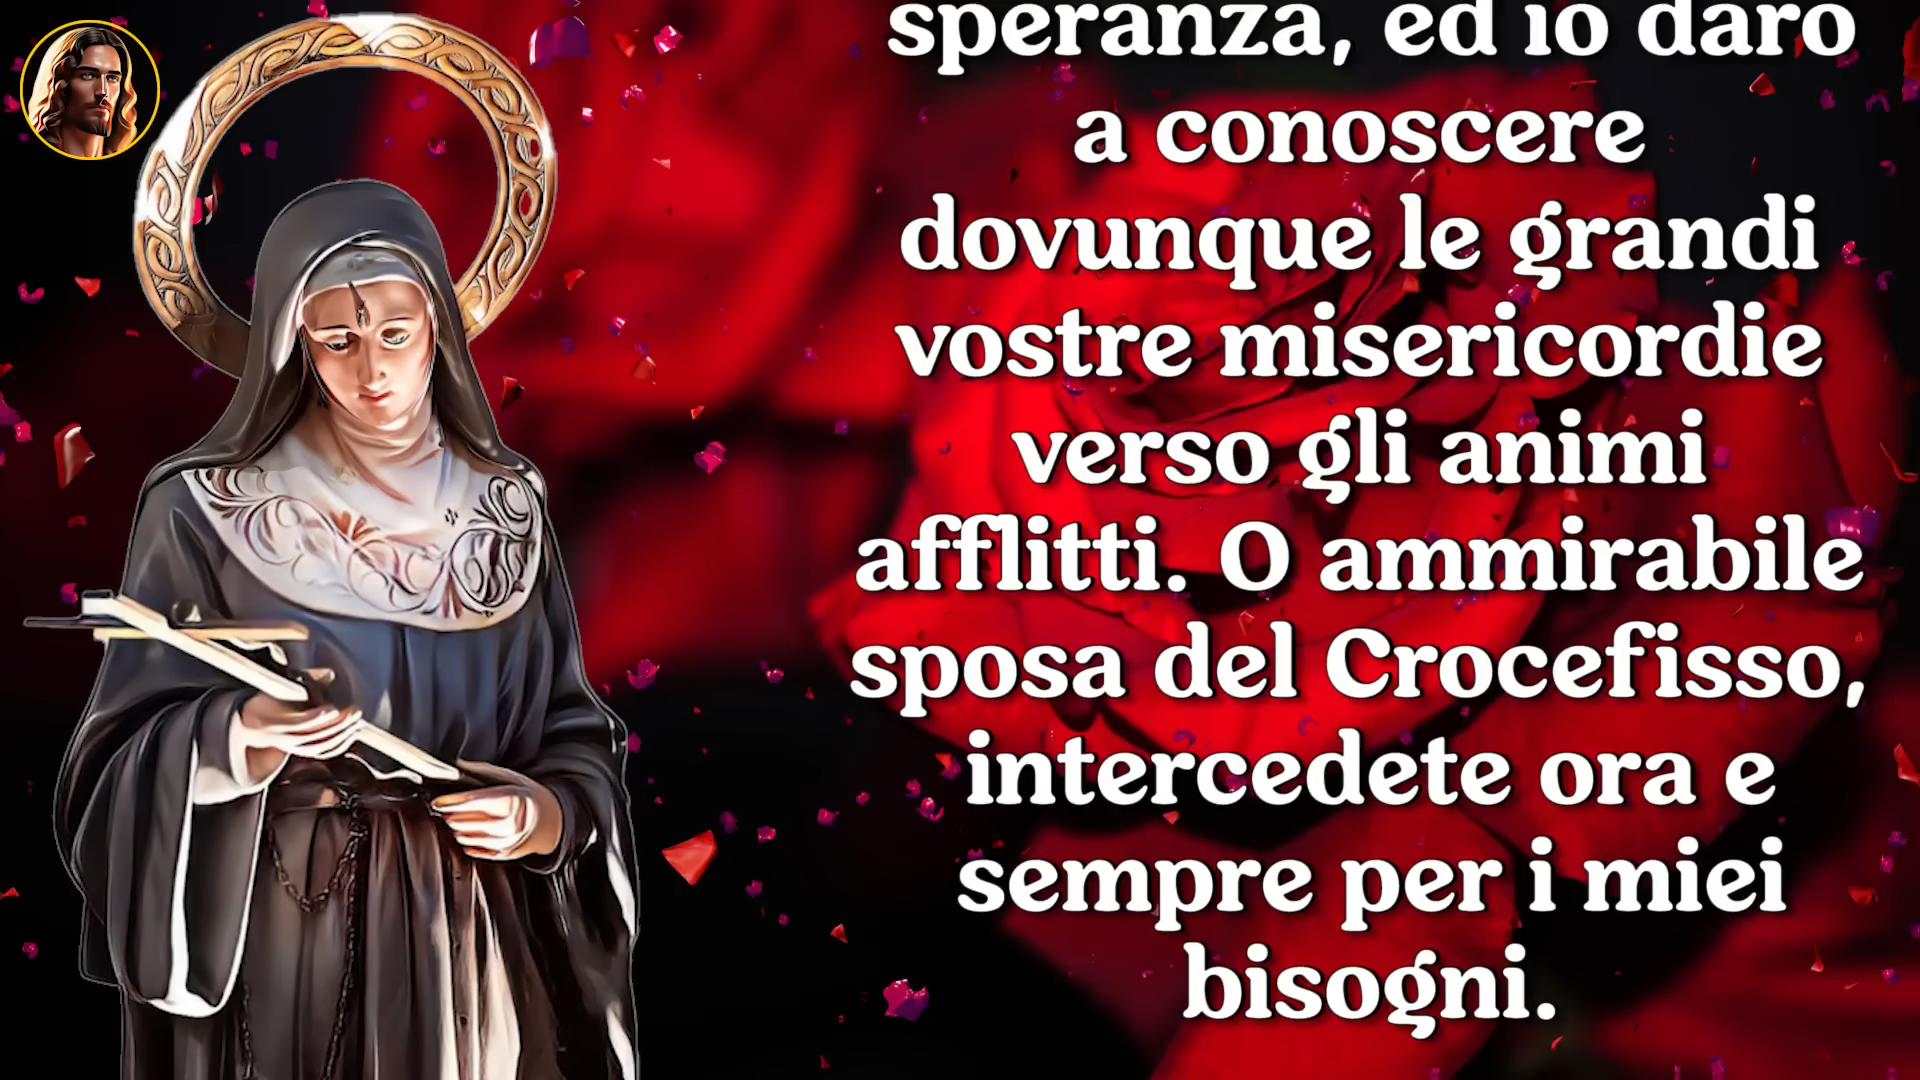 speranza, ed io daro
a conoscere
dovunque le grandi
vostre misericordie
verso gli animi
afflitti. O ammirabile
sposa del Crocefisso,
intercedete ora e
sempre per i miei
bisogni.